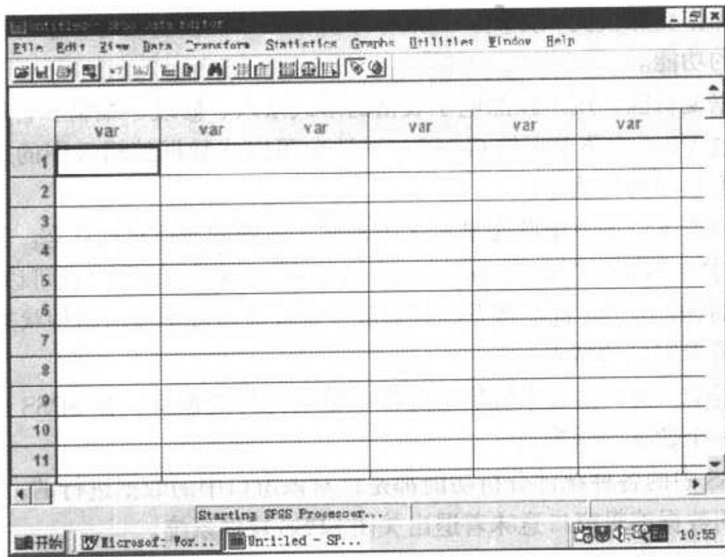 Untitled - SPSS Data Editor
File Edit View Data Transform Statistics Graphs Utilities Window Help
var var var var var var
1
2
3
4
5
6
7
8
9
10
11
Starting SPSS Processor...
开始 Microsoft Wor... Untitled - SP... 10:55